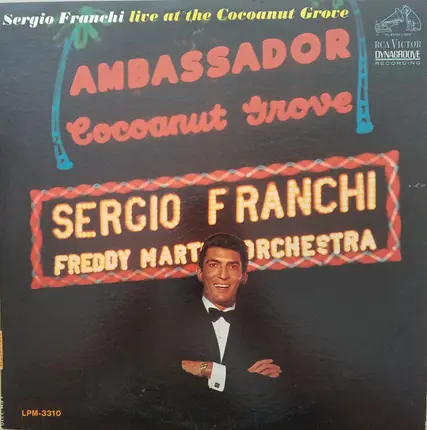 Sergio Franchi live at the Cocoanut Grove
RCA VICTOR
DYNAGROOVE
RECORDING
AMBASSADOR
Cocoanut Grove
SERGIO FRANCHI
FREDDY MART ORCHESTRA
LPM-3310